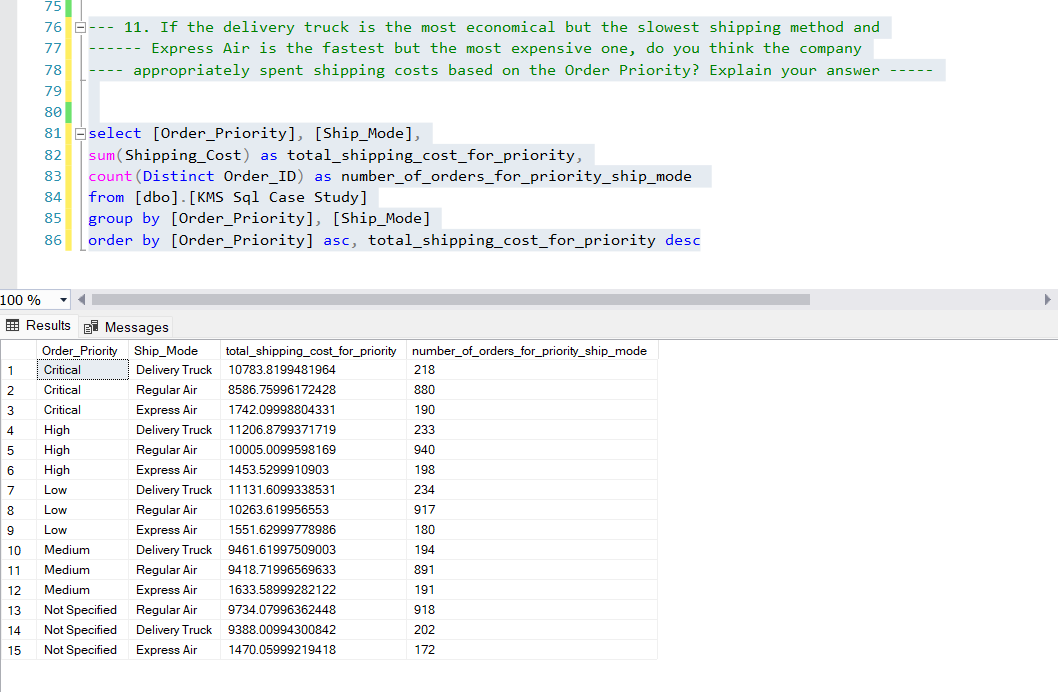 75
76 --- 11. If the delivery truck is the most economical but the slowest shipping method and
77 ------ Express Air is the fastest but the most expensive one, do you think the company
78 ---- appropriately spent shipping costs based on the Order Priority? Explain your answer -----
79
80
81 select [Order_Priority], [Ship_Mode],
82 sum(Shipping_Cost) as total_shipping_cost_for_priority,
83 count(Distinct Order_ID) as number_of_orders_for_priority_ship_mode
84 from [dbo].[KMS Sql Case Study]
85 group by [Order_Priority], [Ship_Mode]
86 order by [Order_Priority] asc, total_shipping_cost_for_priority desc
100 %
Results Messages
Order_Priority Ship_Mode total_shipping_cost_for_priority number_of_orders_for_priority_ship_mode
1 Critical Delivery Truck 10783.8199481964 218
2 Critical Regular Air 8586.75996172428 880
3 Critical Express Air 1742.09998804331 190
4 High Delivery Truck 11206.8799371719 233
5 High Regular Air 10005.0099598169 940
6 High Express Air 1453.5299910903 198
7 Low Delivery Truck 11131.6099338531 234
8 Low Regular Air 10263.619956553 917
9 Low Express Air 1551.62999778986 180
10 Medium Delivery Truck 9461.61997509003 194
11 Medium Regular Air 9418.71996569633 891
12 Medium Express Air 1633.58999282122 191
13 Not Specified Regular Air 9734.07996362448 918
14 Not Specified Delivery Truck 9388.00994300842 202
15 Not Specified Express Air 1470.05999219418 172